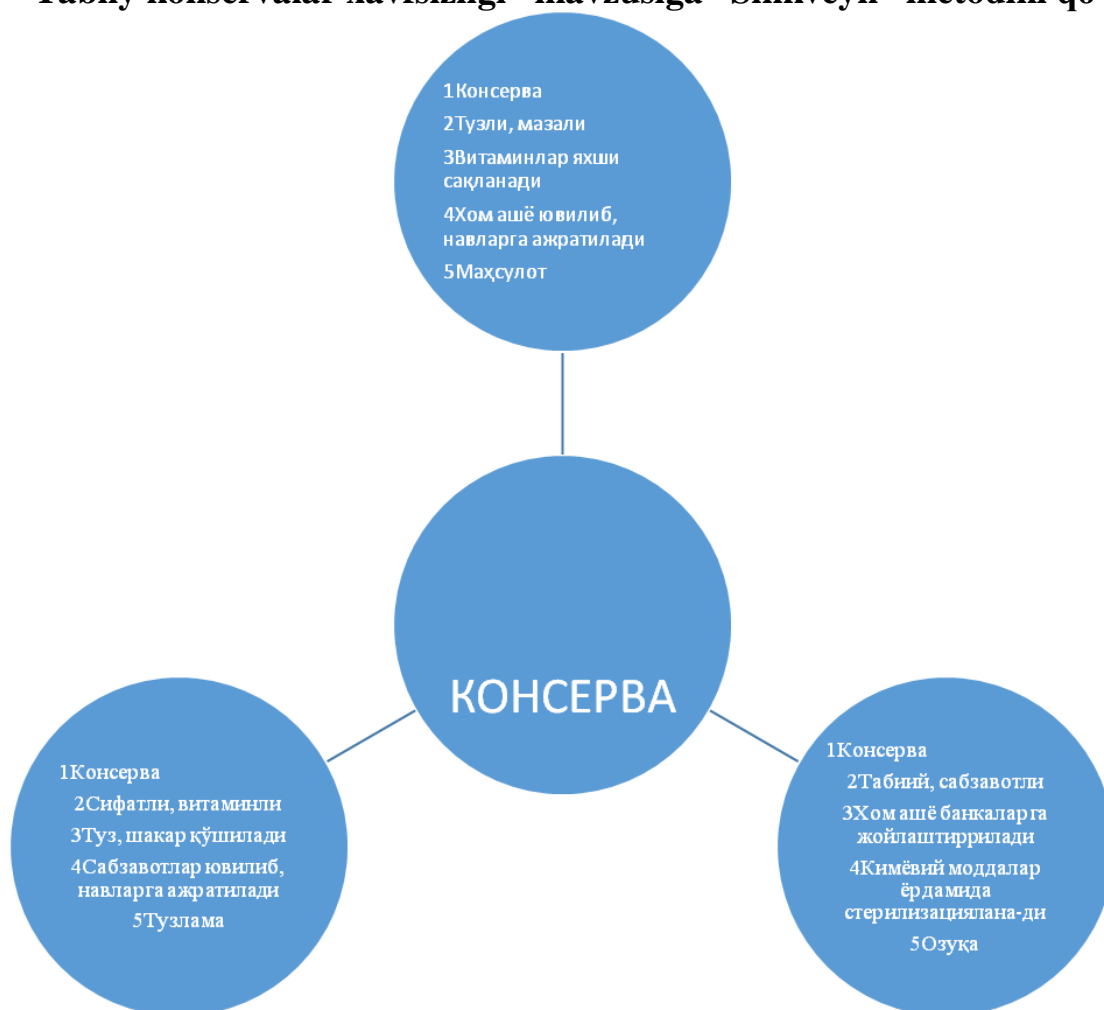 1Консерва
2Тузли, мазали
3Витаминлар яхши
сақланади
4Хом ашё ювилиб,
навларга ажратилади
5Маҳсулот
КОНСЕРВА
1Консерва
2Сифатли, витаминли
3Туз, шакар қўшилади
4Сабзавотлар ювилиб,
навларга ажратилади
5Тузлама
1Консерва
2Табиий, сабзавотли
3Хом ашё банкаларга
жойлаштиррилади
4Кимёвий моддалар
ёрдамида
стерилизациялана-ди
5Озуқа